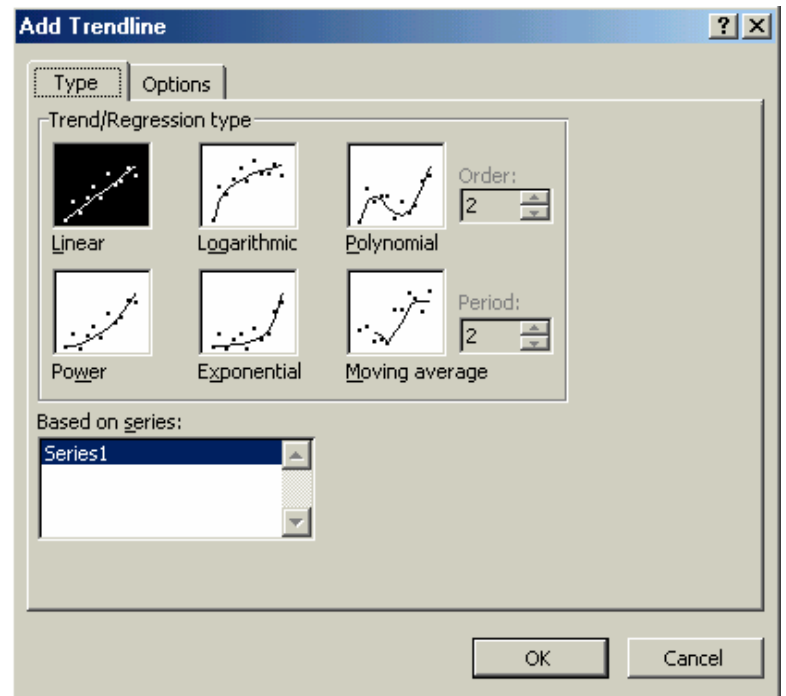 Add Trendline
Type Options
Trend/Regression type
Linear Logarithmic Polynomial Order:
2
Power Exponential Moving average Period:
2
Based on series:
Series1
OK Cancel